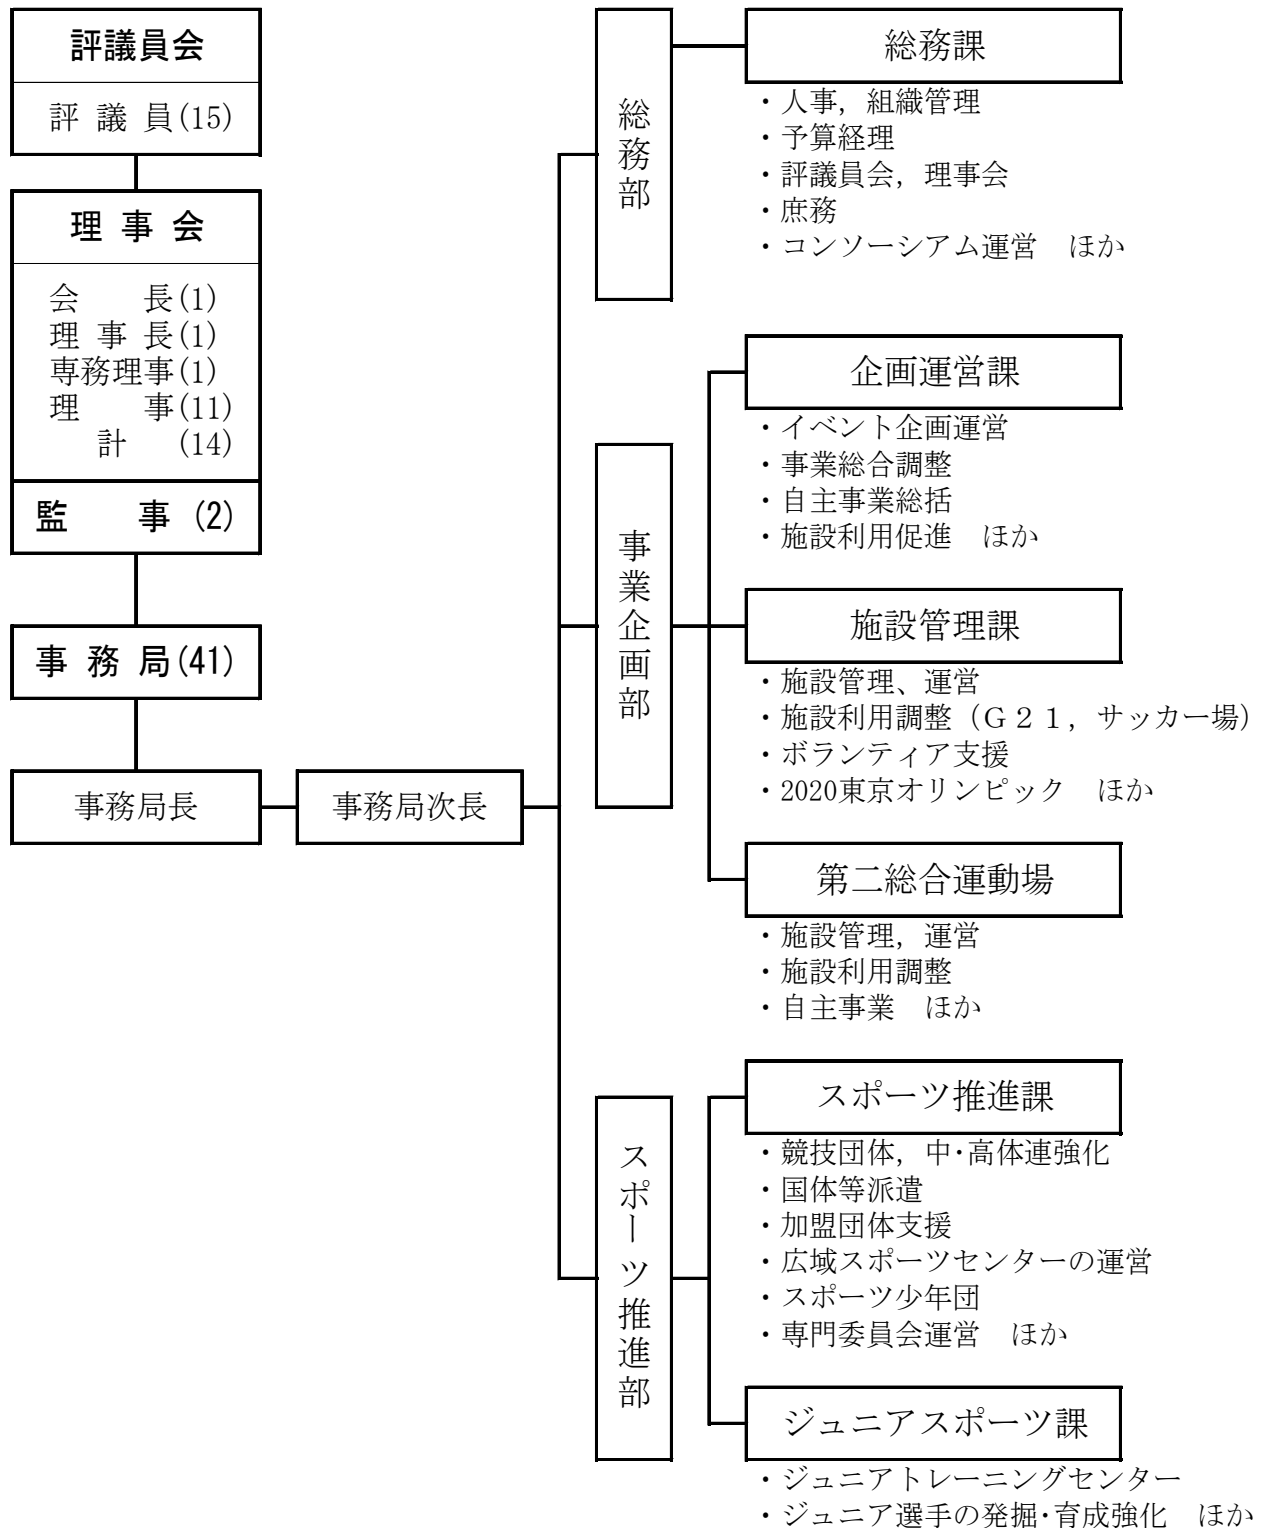 評議員会
評 議 員(15)
理 事 会
会　　長(1)
理 事 長(1)
専務理事(1)
理　　事(11)
計　(14)
監　　事 (2)
事 務 局(41)
事務局長
事務局次長
総務部
総務課
・人事，組織管理
・予算経理
・評議員会，理事会
・庶務
・コンソーシアム運営　ほか
事業企画部
企画運営課
・イベント企画運営
・事業総合調整
・自主事業総括
・施設利用促進　ほか
施設管理課
・施設管理、運営
・施設利用調整（Ｇ２１，サッカー場）
・ボランティア支援
・2020東京オリンピック　ほか
第二総合運動場
・施設管理，運営
・施設利用調整
・自主事業　ほか
スポーツ推進部
スポーツ推進課
・競技団体，中･高体連強化
・国体等派遣
・加盟団体支援
・広域スポーツセンターの運営
・スポーツ少年団
・専門委員会運営　ほか
ジュニアスポーツ課
・ジュニアトレーニングセンター
・ジュニア選手の発掘･育成強化　ほか